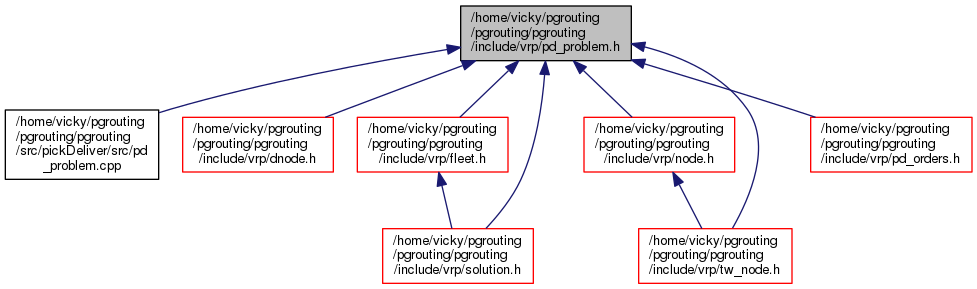 /home/vicky/pgrouting
/pgrouting/pgrouting
/include/vrp/pd_problem.h
/home/vicky/pgrouting
/pgrouting/pgrouting
/src/pickDeliver/src/pd
_problem.cpp
/home/vicky/pgrouting
/pgrouting/pgrouting
/include/vrp/dnode.h
/home/vicky/pgrouting
/pgrouting/pgrouting
/include/vrp/fleet.h
/home/vicky/pgrouting
/pgrouting/pgrouting
/include/vrp/node.h
/home/vicky/pgrouting
/pgrouting/pgrouting
/include/vrp/pd_orders.h
/home/vicky/pgrouting
/pgrouting/pgrouting
/include/vrp/solution.h
/home/vicky/pgrouting
/pgrouting/pgrouting
/include/vrp/tw_node.h